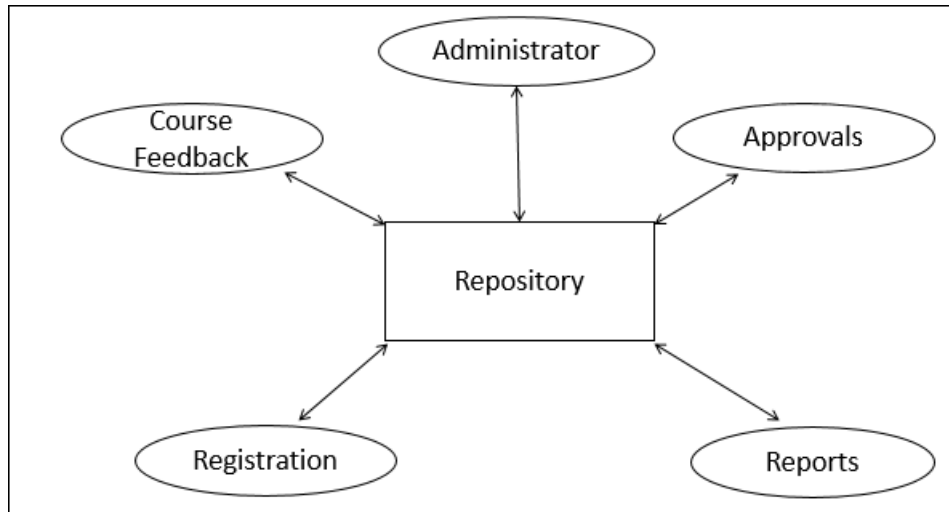 Administrator
Course
Feedback
Approvals
Repository
Registration
Reports